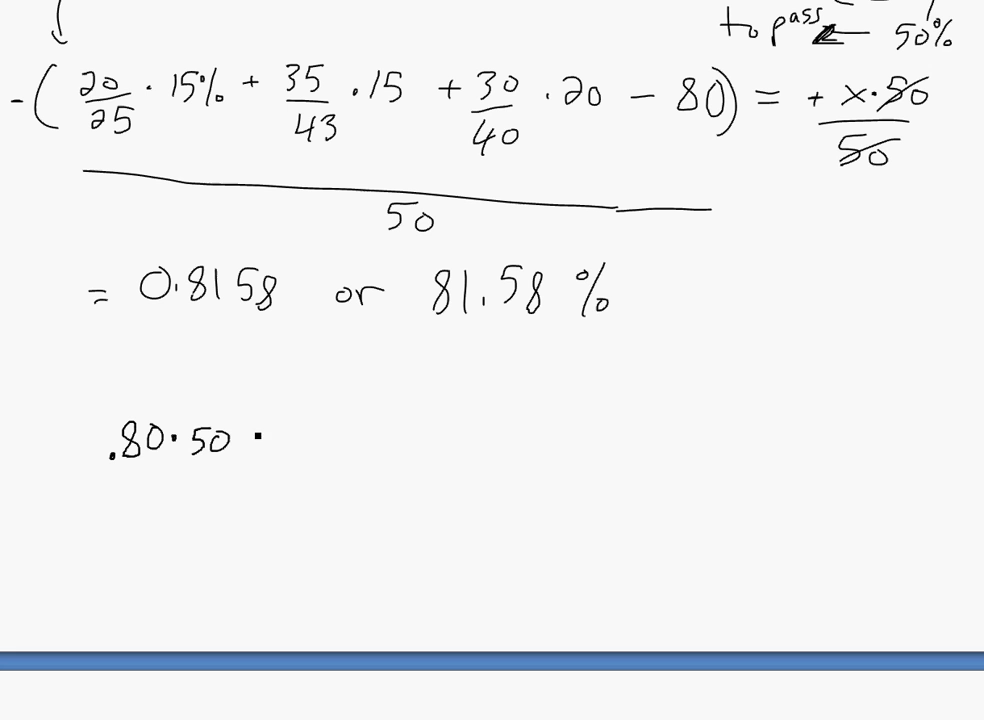 to pass ← 50%
-( 20/25 · 15% + 35/43 · 15 + 30/40 · 20 - 80) = + x·50/50
50
= 0.8158 or 81.58 %
.80·50 ·